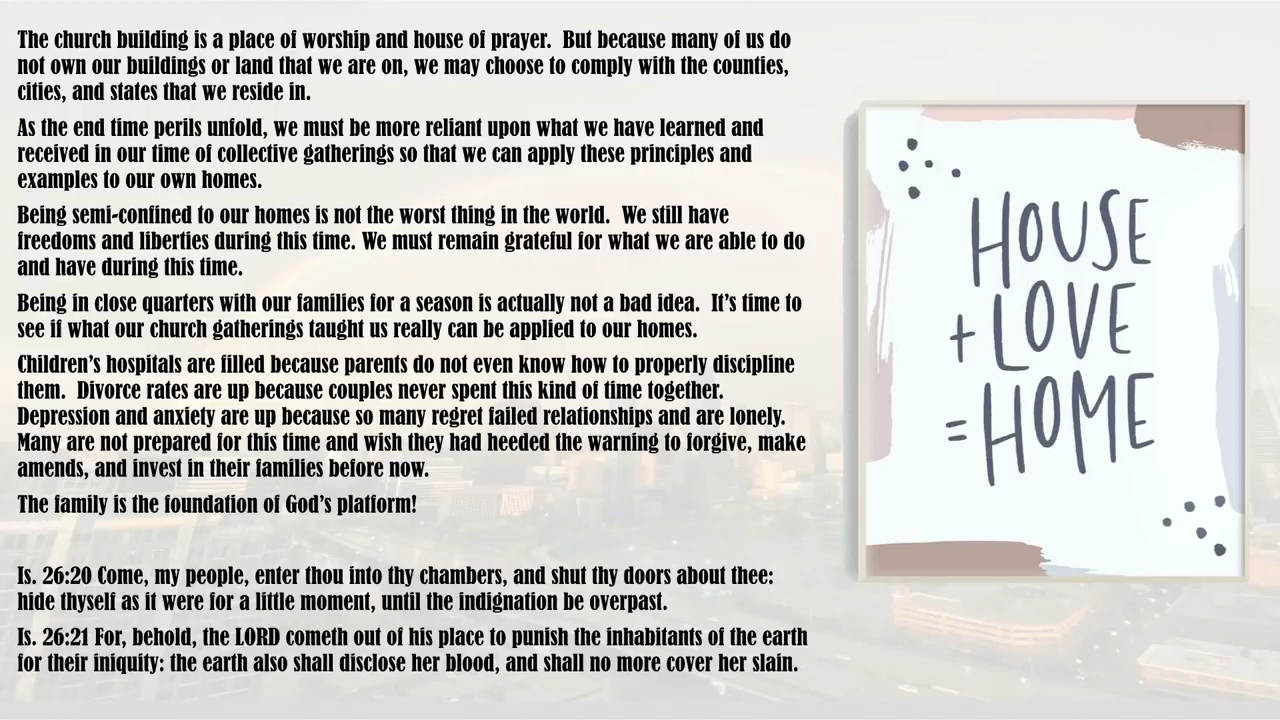 The church building is a place of worship and house of prayer.  But because many of us do
not own our buildings or land that we are on, we may choose to comply with the counties,
cities, and states that we reside in.
As the end time perils unfold, we must be more reliant upon what we have learned and
received in our time of collective gatherings so that we can apply these principles and
examples to our own homes.
Being semi-confined to our homes is not the worst thing in the world.  We still have
freedoms and liberties during this time. We must remain grateful for what we are able to do
and have during this time.
Being in close quarters with our families for a season is actually not a bad idea.  It’s time to
see if what our church gatherings taught us really can be applied to our homes.
Children’s hospitals are filled because parents do not even know how to properly discipline
them.  Divorce rates are up because couples never spent this kind of time together.
Depression and anxiety are up because so many regret failed relationships and are lonely.
Many are not prepared for this time and wish they had heeded the warning to forgive, make
amends, and invest in their families before now.
The family is the foundation of God’s platform!
Is. 26:20 Come, my people, enter thou into thy chambers, and shut thy doors about thee:
hide thyself as it were for a little moment, until the indignation be overpast.
Is. 26:21 For, behold, the LORD cometh out of his place to punish the inhabitants of the earth
for their iniquity: the earth also shall disclose her blood, and shall no more cover her slain.
HOUSE
+ LOVE
= HOME